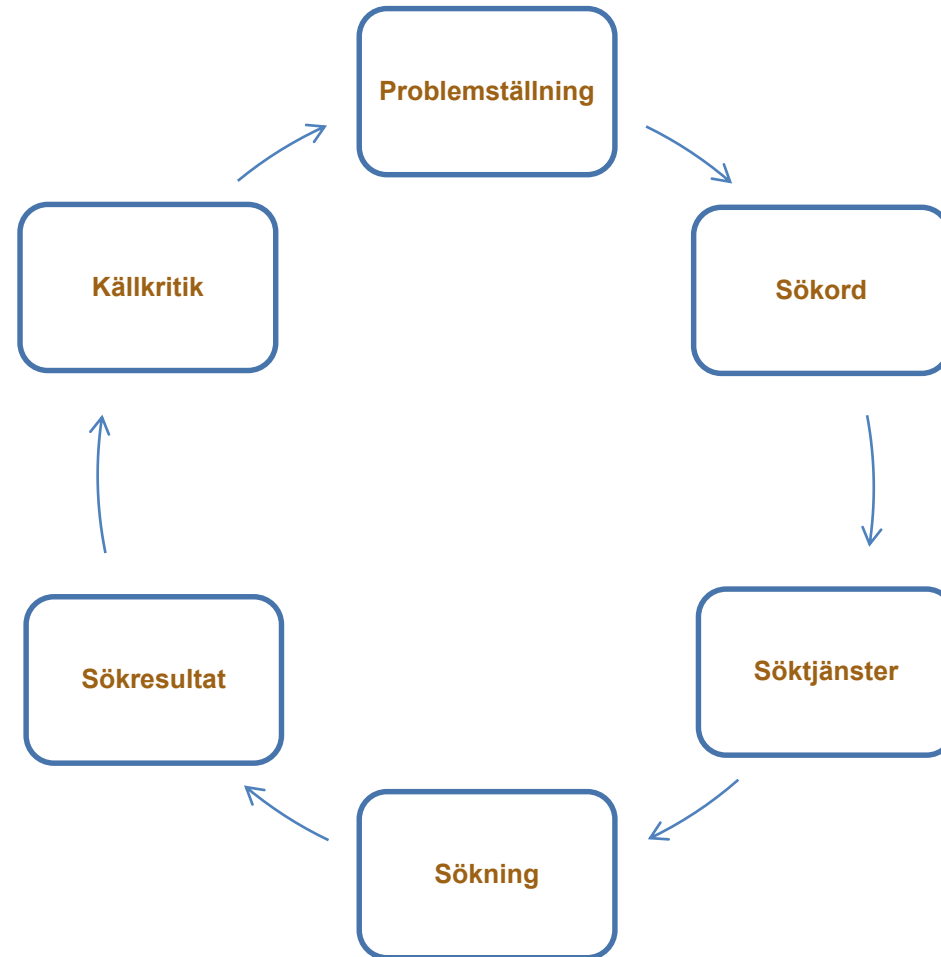 Problemställning
Sökord
Söktjänster
Sökning
Sökresultat
Källkritik